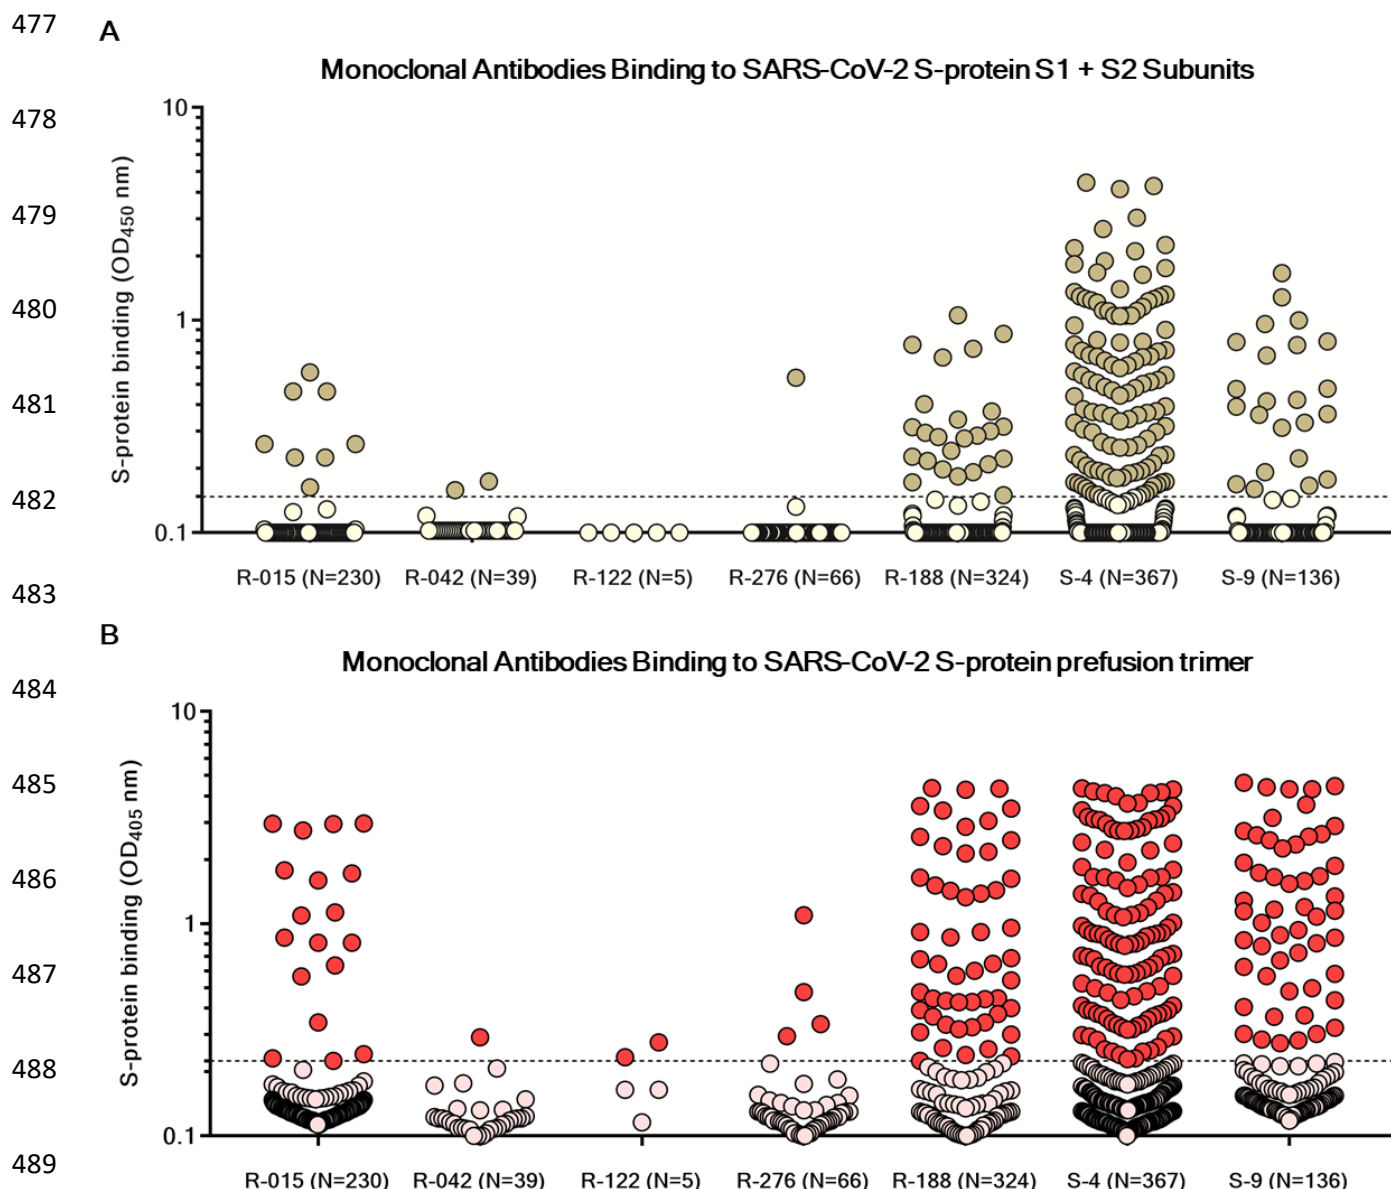 477
A
Monoclonal Antibodies Binding to SARS-CoV-2 S-protein S1 + S2 Subunits
478
10
479
S-protein binding (OD450 nm)
480
1
481
482
0.1
R-015 (N=230) R-042 (N=39) R-122 (N=5) R-276 (N=66) R-188 (N=324) S-4 (N=367) S-9 (N=136)
483
B
Monoclonal Antibodies Binding to SARS-CoV-2 S-protein prefusion trimer
484
10
485
S-protein binding (OD405 nm)
486
1
487
488
0.1
489
R-015 (N=230) R-042 (N=39) R-122 (N=5) R-276 (N=66) R-188 (N=324) S-4 (N=367) S-9 (N=136)